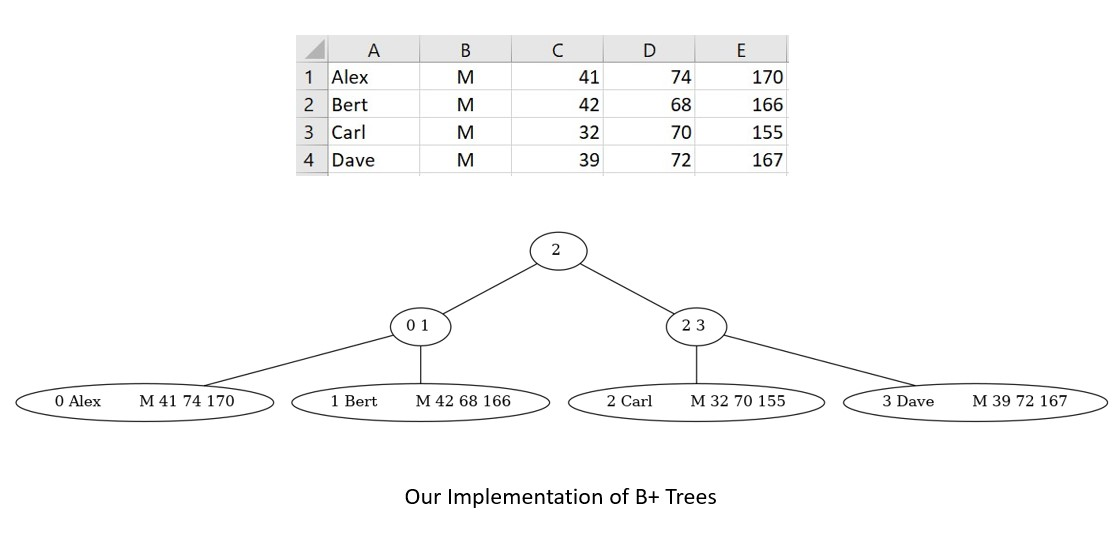 A B C D E
1 Alex M 41 74 170
2 Bert M 42 68 166
3 Carl M 32 70 155
4 Dave M 39 72 167
2
0 1
2 3
0 Alex M 41 74 170
1 Bert M 42 68 166
2 Carl M 32 70 155
3 Dave M 39 72 167
Our Implementation of B+ Trees